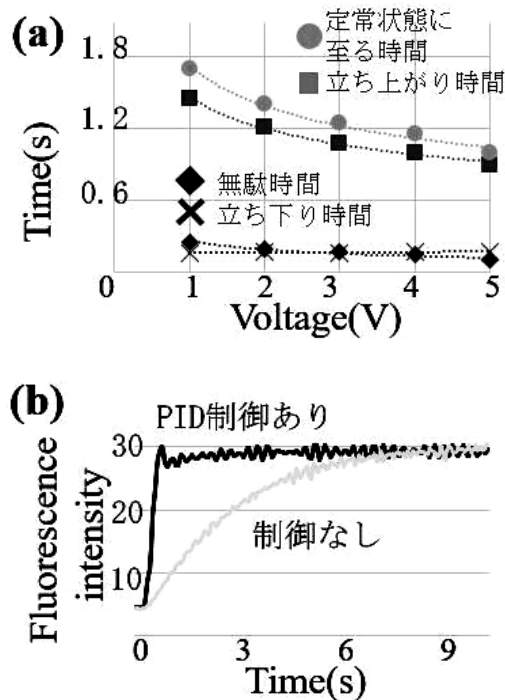 (a)
定常状態に
至る時間
立ち上がり時間
無駄時間
立ち下り時間
Time(s)
1.8
1.2
0.6
0
1
2
3
4
5
Voltage(V)
(b)
PID制御あり
制御なし
Fluorescence
intensity
30
20
10
0
3
6
9
Time(s)